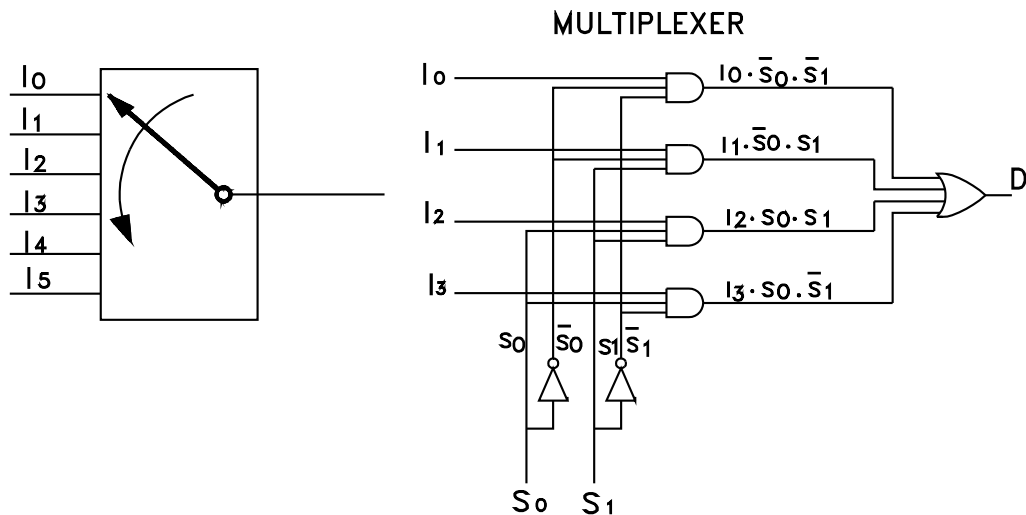 MULTIPLEXER
I0
I1
I2
I3
I4
I5
I0
I1
I2
I3
I0·S̅0·S̅1
I1·S̅0·S1
I2·S0·S1
I3·S0·S̅1
D
S0
S̅0
S1
S̅1
S0
S1